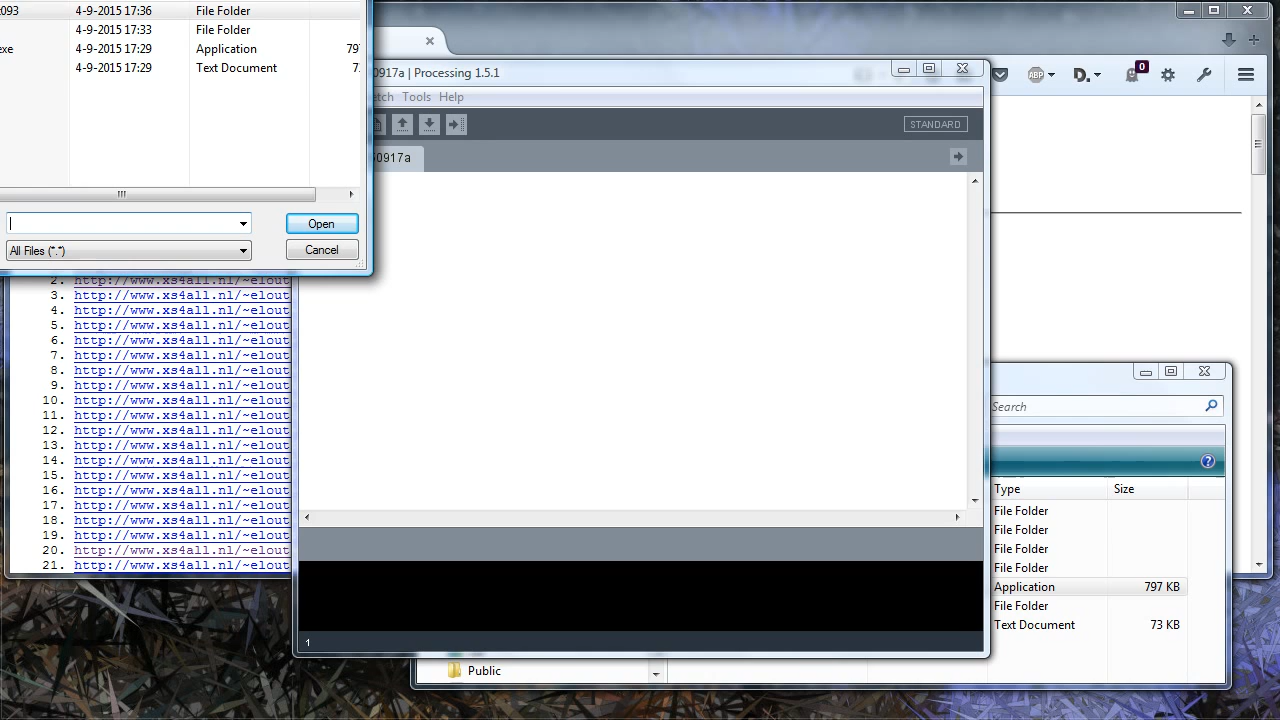 093 4-9-2015 17:36 File Folder
4-9-2015 17:33 File Folder
exe 4-9-2015 17:29 Application 79
4-9-2015 17:29 Text Document 7
Open
All Files (*.*) Cancel
0917a | Processing 1.5.1
etch Tools Help
STANDARD
50917a
ABP D. 0
2. http://www.xs4all.nl/~elout
3. http://www.xs4all.nl/~elout
4. http://www.xs4all.nl/~elout
5. http://www.xs4all.nl/~elout
6. http://www.xs4all.nl/~elout
7. http://www.xs4all.nl/~elout
8. http://www.xs4all.nl/~elout
9. http://www.xs4all.nl/~elout
10. http://www.xs4all.nl/~elout
11. http://www.xs4all.nl/~elout
12. http://www.xs4all.nl/~elout
13. http://www.xs4all.nl/~elout
14. http://www.xs4all.nl/~elout
15. http://www.xs4all.nl/~elout
16. http://www.xs4all.nl/~elout
17. http://www.xs4all.nl/~elout
18. http://www.xs4all.nl/~elout
19. http://www.xs4all.nl/~elout
20. http://www.xs4all.nl/~elout
21. http://www.xs4all.nl/~elout
1
Search
Type Size
File Folder
File Folder
File Folder
File Folder
Application 797 KB
File Folder
Text Document 73 KB
Public